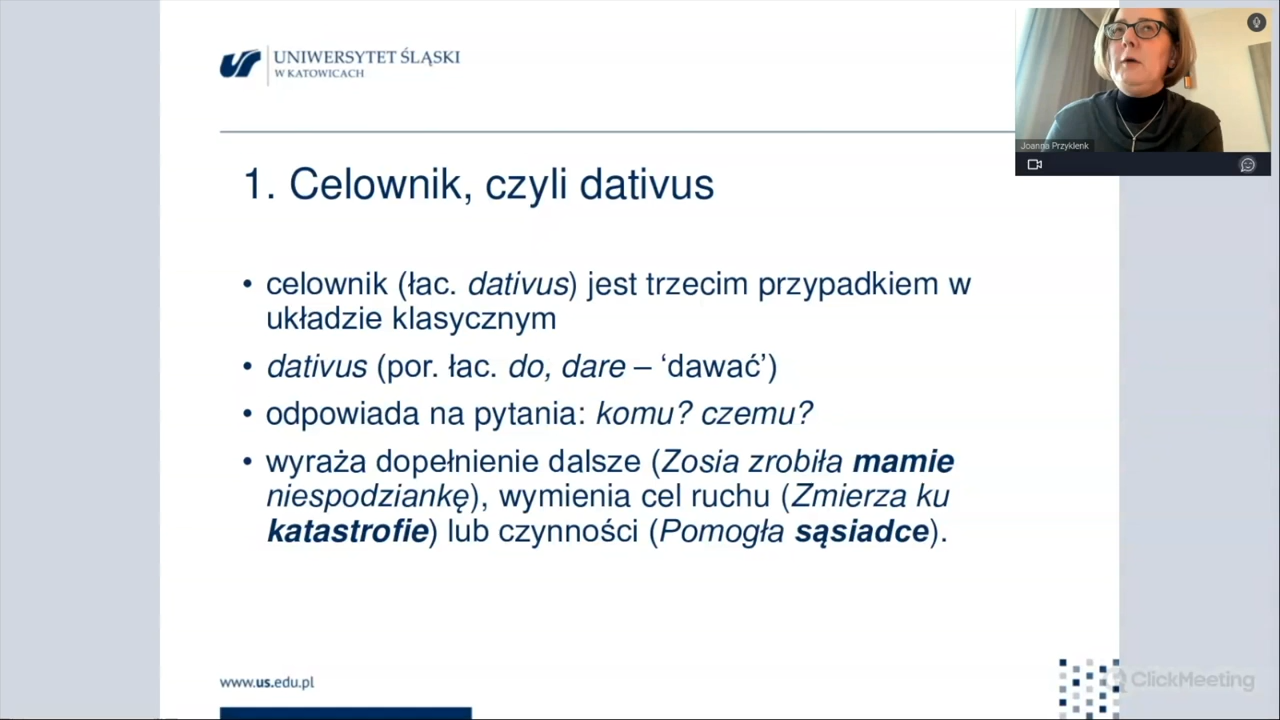 UNIWERSYTET ŚLĄSKI
W KATOWICACH
Joanna Przyklenk
1. Celownik, czyli dativus
• celownik (łac. dativus) jest trzecim przypadkiem w
układzie klasycznym
• dativus (por. łac. do, dare – ‘dawać’)
• odpowiada na pytania: komu? czemu?
• wyraża dopełnienie dalsze (Zosia zrobiła mamie
niespodziankę), wymienia cel ruchu (Zmierza ku
katastrofie) lub czynności (Pomogła sąsiadce).
www.us.edu.pl
ClickMeeting